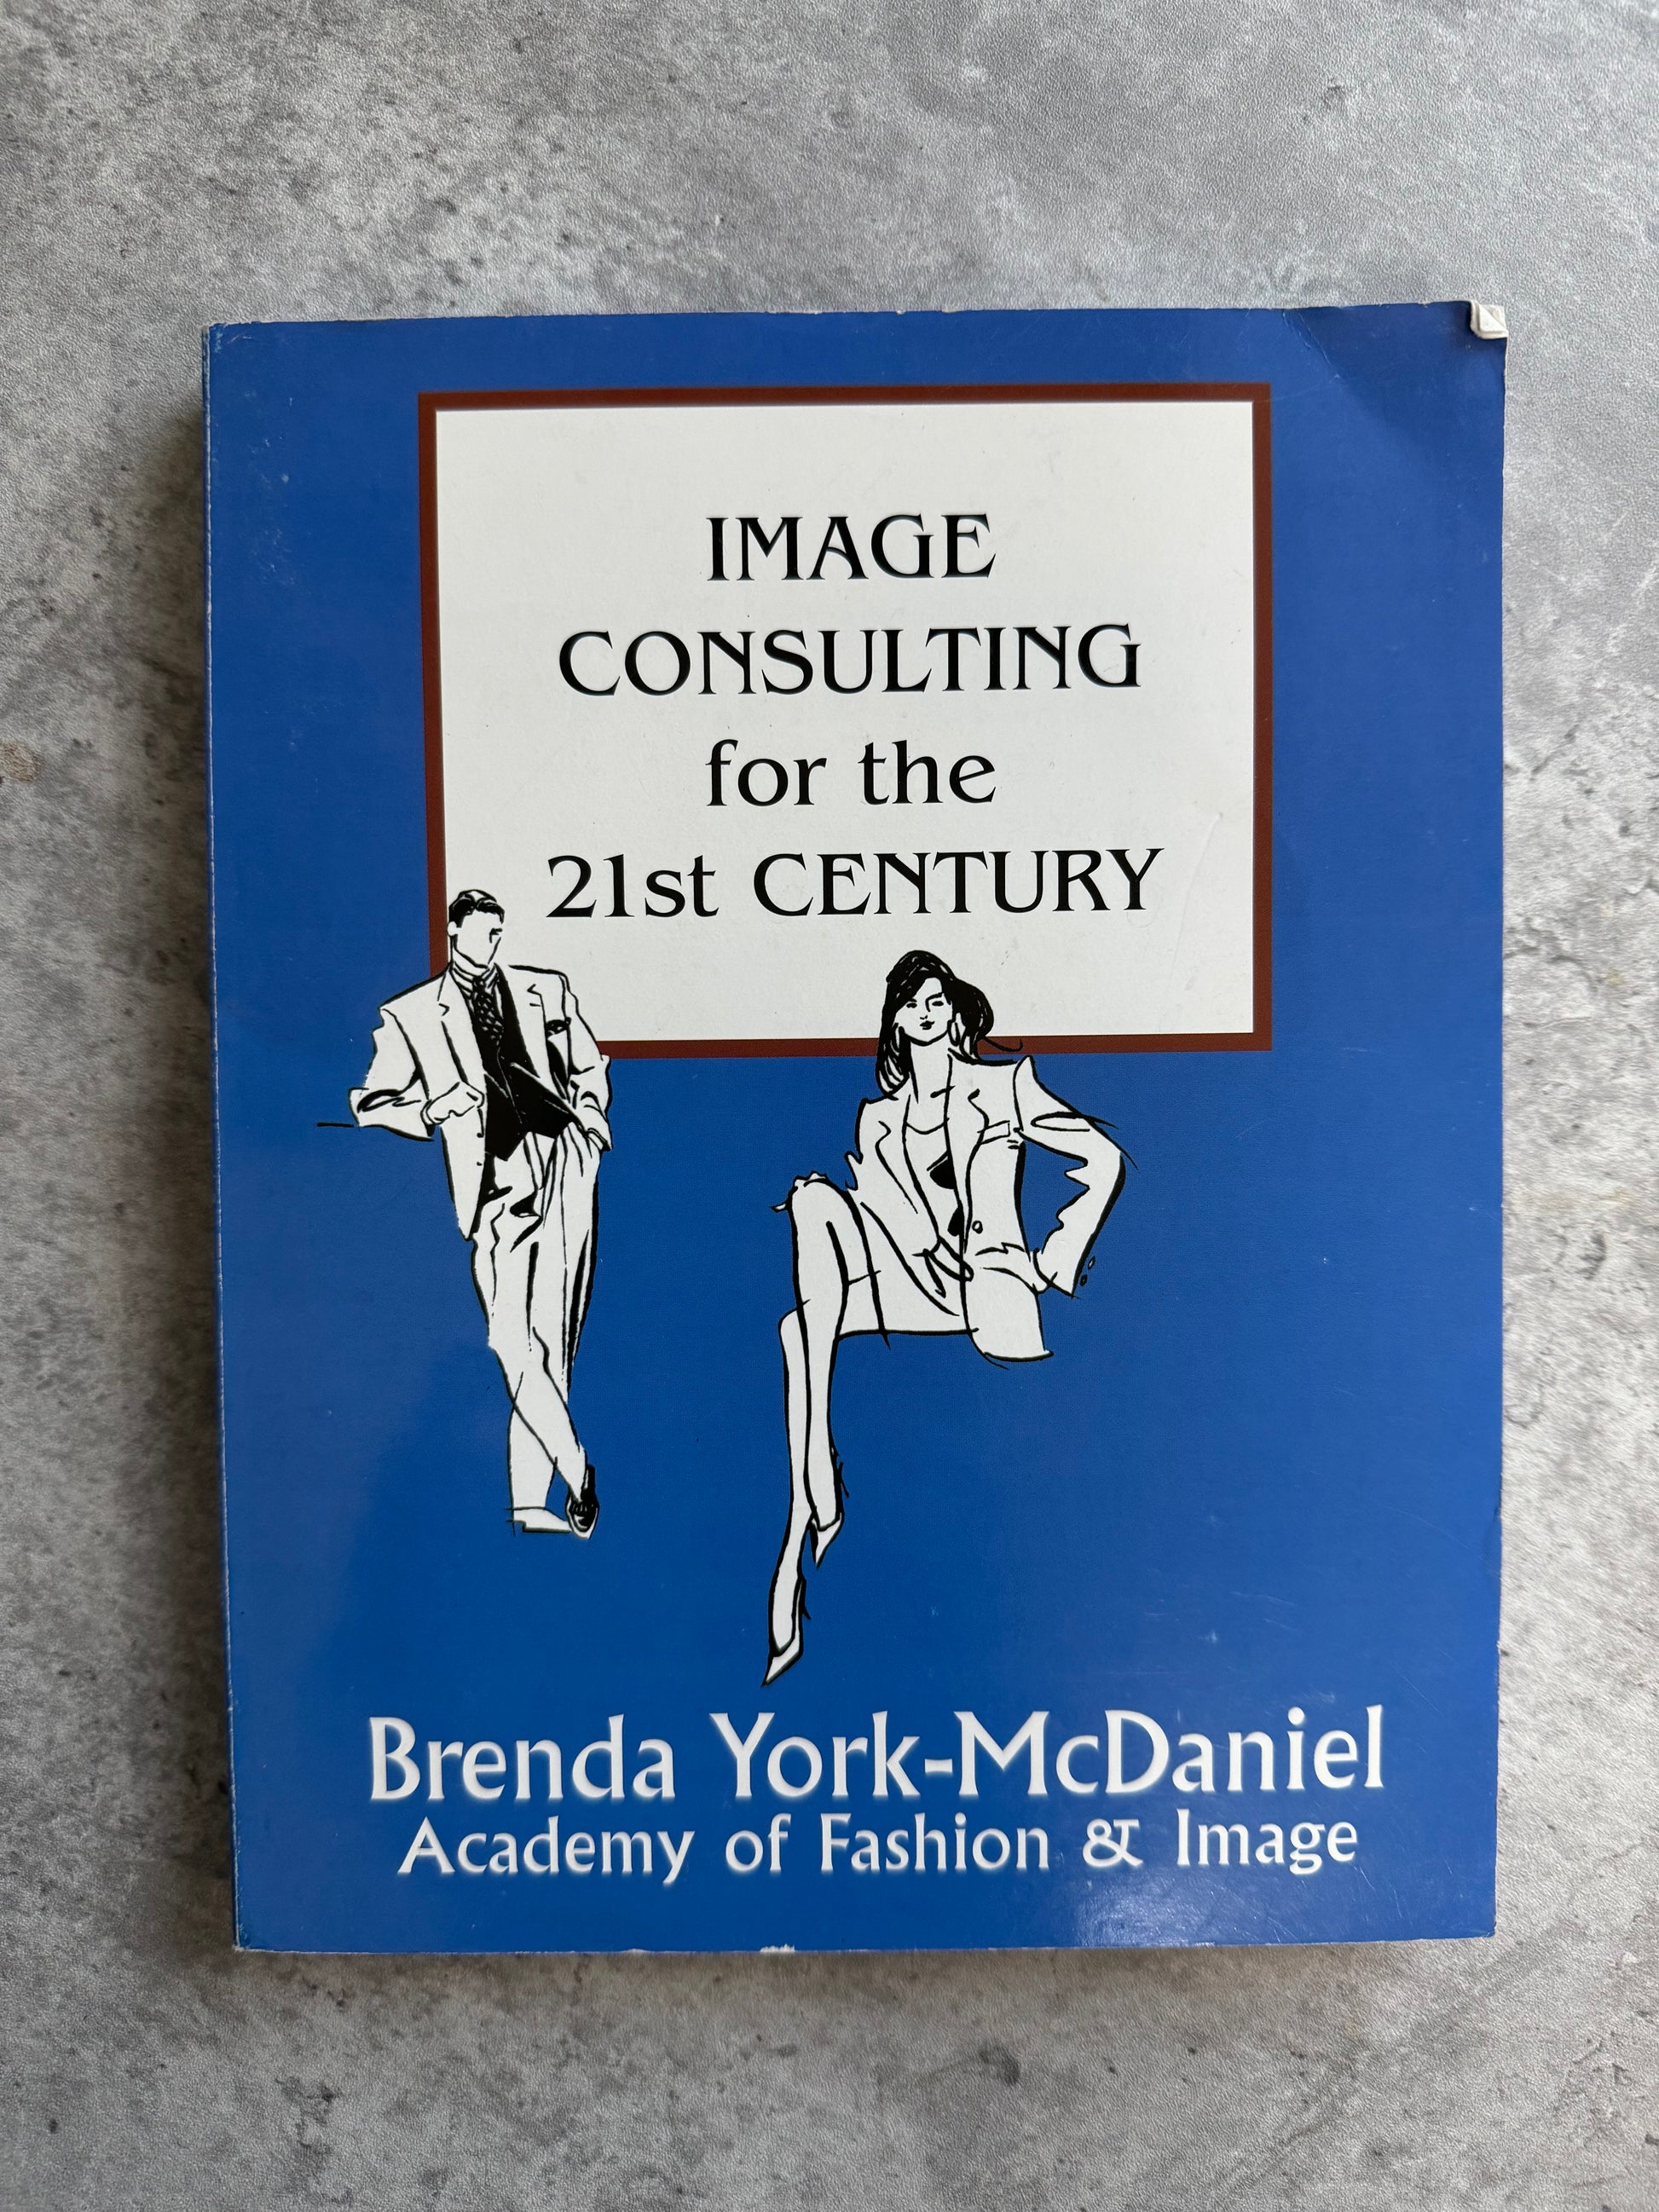 IMAGE
CONSULTING
for the
21st CENTURY
Brenda York-McDaniel
Academy of Fashion & Image